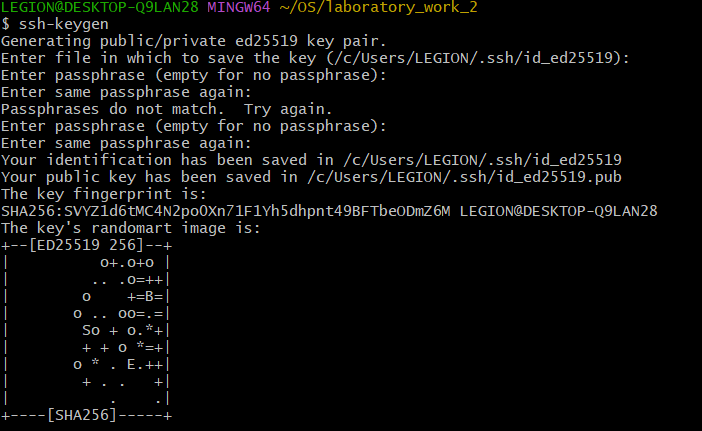 LEGION@DESKTOP-Q9LAN28 MINGW64 ~/OS/laboratory_work_2
$ ssh-keygen
Generating public/private ed25519 key pair.
Enter file in which to save the key (/c/Users/LEGION/.ssh/id_ed25519):
Enter passphrase (empty for no passphrase):
Enter same passphrase again:
Passphrases do not match.  Try again.
Enter passphrase (empty for no passphrase):
Enter same passphrase again:
Your identification has been saved in /c/Users/LEGION/.ssh/id_ed25519
Your public key has been saved in /c/Users/LEGION/.ssh/id_ed25519.pub
The key fingerprint is:
SHA256:SVYZ1d6tMC4N2poOXn71F1Yh5dhpnt49BFTbeODmZ6M LEGION@DESKTOP-Q9LAN28
The key's randomart image is:
+--[ED25519 256]--+
|          o+.o+o |
|         .. .o=++|
|        o    +=B=|
|       o .. oo=.=|
|        So + o.*+|
|        + + o *=+|
|       o * . E.++|
|        + . .   +|
|           .    .|
+----[SHA256]-----+